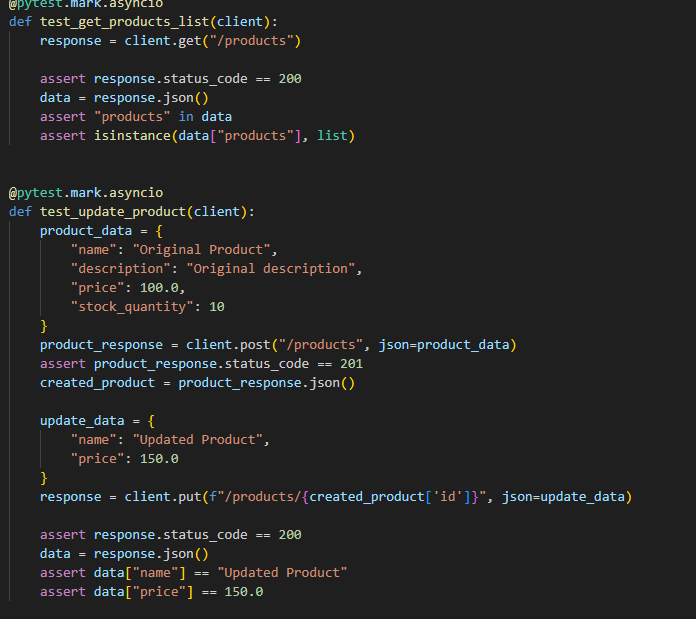 @pytest.mark.asyncio
def test_get_products_list(client):
    response = client.get("/products")

    assert response.status_code == 200
    data = response.json()
    assert "products" in data
    assert isinstance(data["products"], list)


@pytest.mark.asyncio
def test_update_product(client):
    product_data = {
        "name": "Original Product",
        "description": "Original description",
        "price": 100.0,
        "stock_quantity": 10
    }
    product_response = client.post("/products", json=product_data)
    assert product_response.status_code == 201
    created_product = product_response.json()

    update_data = {
        "name": "Updated Product",
        "price": 150.0
    }
    response = client.put(f"/products/{created_product['id']}", json=update_data)

    assert response.status_code == 200
    data = response.json()
    assert data["name"] == "Updated Product"
    assert data["price"] == 150.0